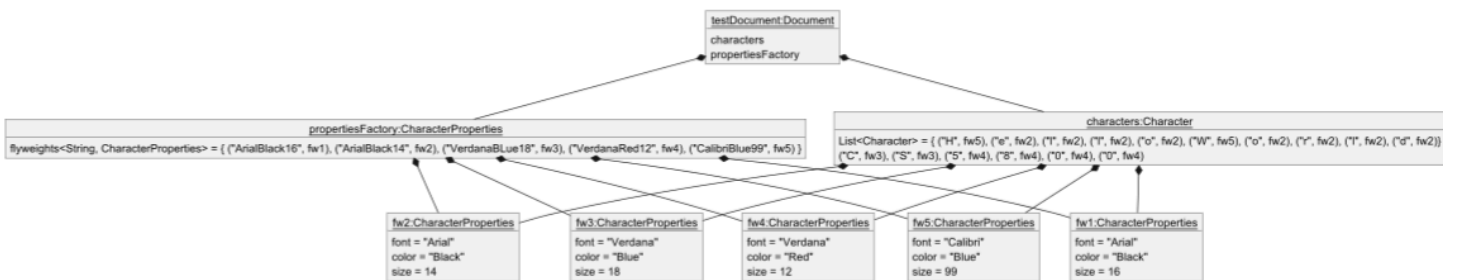 testDocument:Document
characters
propertiesFactory
propertiesFactory:CharacterProperties
flyweights<String, CharacterProperties> = { ("ArialBlack16", fw1), ("ArialBlack14", fw2), ("VerdanaBLue18", fw3), ("VerdanaRed12", fw4), ("CalibriBlue99", fw5) }
characters:Character
List<Character> = { ("H", fw5), ("e", fw2), ("l", fw2), ("l", fw2), ("o", fw2), ("W", fw5), ("o", fw2), ("r", fw2), ("l", fw2), ("d", fw2)}
("C", fw3), ("S", fw3), ("5", fw4), ("8", fw4), ("0", fw4), ("0", fw4)
fw2:CharacterProperties
font = "Arial"
color = "Black"
size = 14
fw3:CharacterProperties
font = "Verdana"
color = "Blue"
size = 18
fw4:CharacterProperties
font = "Verdana"
color = "Red"
size = 12
fw5:CharacterProperties
font = "Calibri"
color = "Blue"
size = 99
fw1:CharacterProperties
font = "Arial"
color = "Black"
size = 16